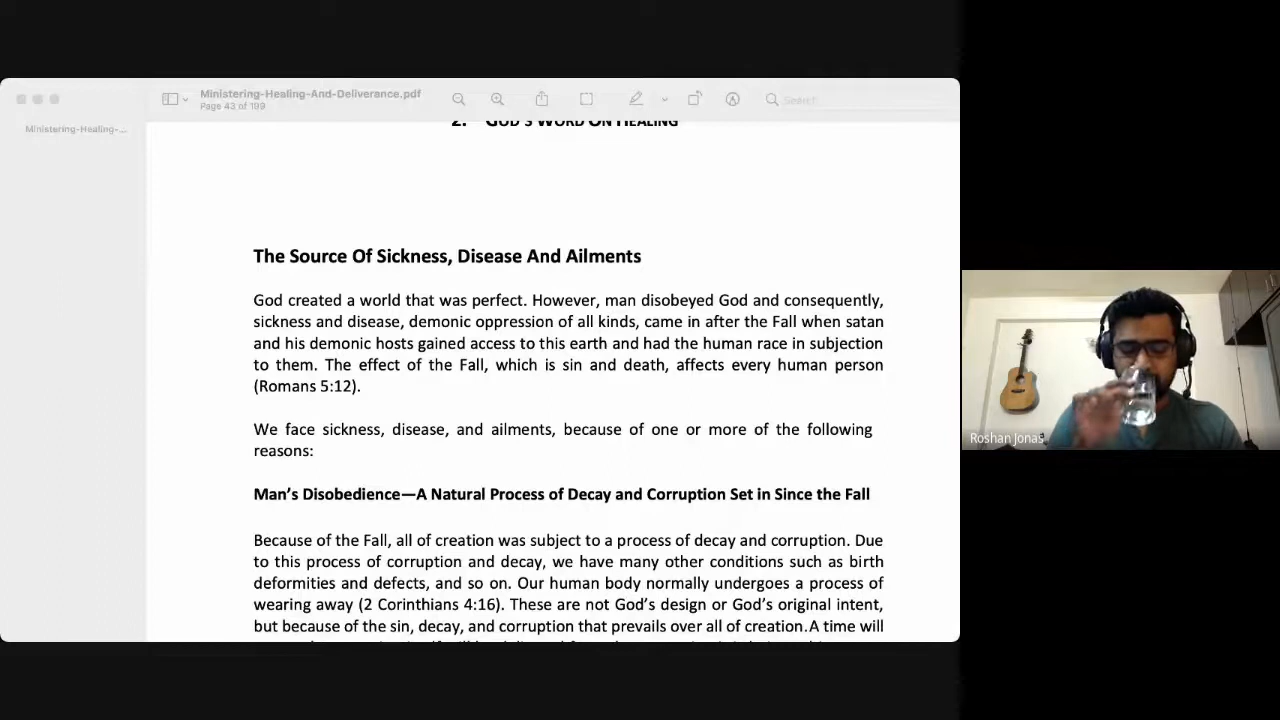 Ministering-Healing-And-Deliverance.pdf
Page 43 of 199
Search
Ministering-Healing-...
2. GOD'S WORD ON HEALING
The Source Of Sickness, Disease And Ailments
God created a world that was perfect. However, man disobeyed God and consequently,
sickness and disease, demonic oppression of all kinds, came in after the Fall when satan
and his demonic hosts gained access to this earth and had the human race in subjection
to them. The effect of the Fall, which is sin and death, affects every human person
(Romans 5:12).
We face sickness, disease, and ailments, because of one or more of the following
reasons:
Man's Disobedience—A Natural Process of Decay and Corruption Set in Since the Fall
Because of the Fall, all of creation was subject to a process of decay and corruption. Due
to this process of corruption and decay, we have many other conditions such as birth
deformities and defects, and so on. Our human body normally undergoes a process of
wearing away (2 Corinthians 4:16). These are not God's design or God's original intent,
but because of the sin, decay, and corruption that prevails over all of creation.A time will
Roshan Jonas